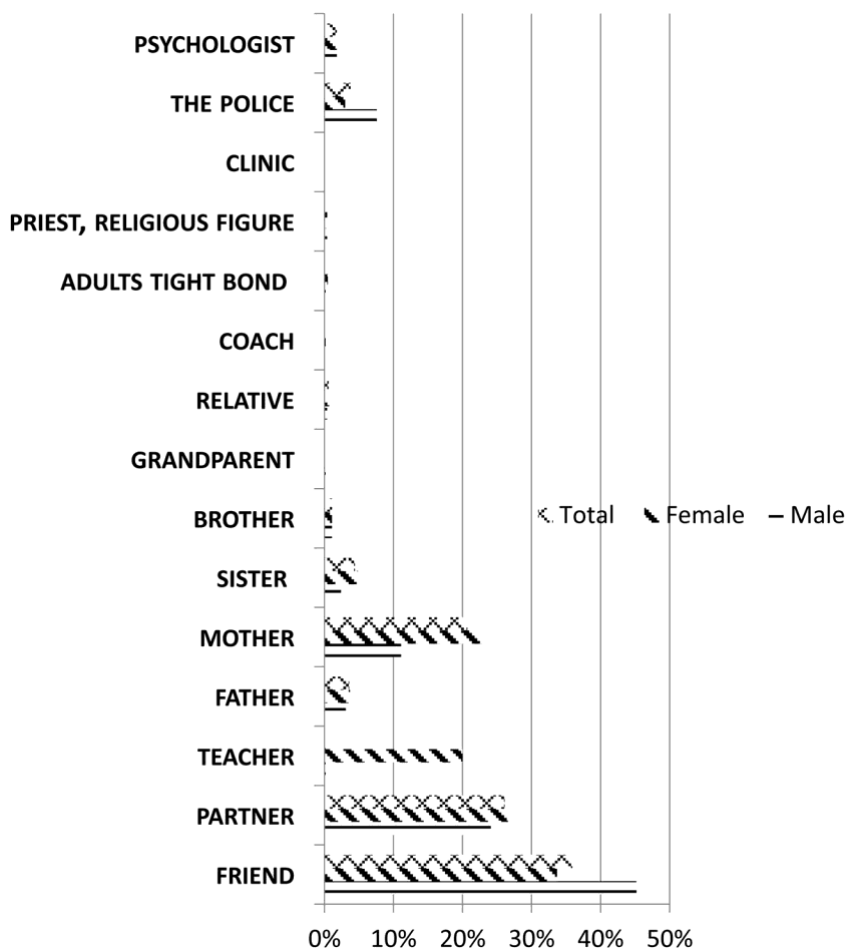 PSYCHOLOGIST
THE POLICE
CLINIC
PRIEST, RELIGIOUS FIGURE
ADULTS TIGHT BOND
COACH
RELATIVE
GRANDPARENT
BROTHER
Total Female Male
SISTER
MOTHER
FATHER
TEACHER
PARTNER
FRIEND
0% 10% 20% 30% 40% 50%